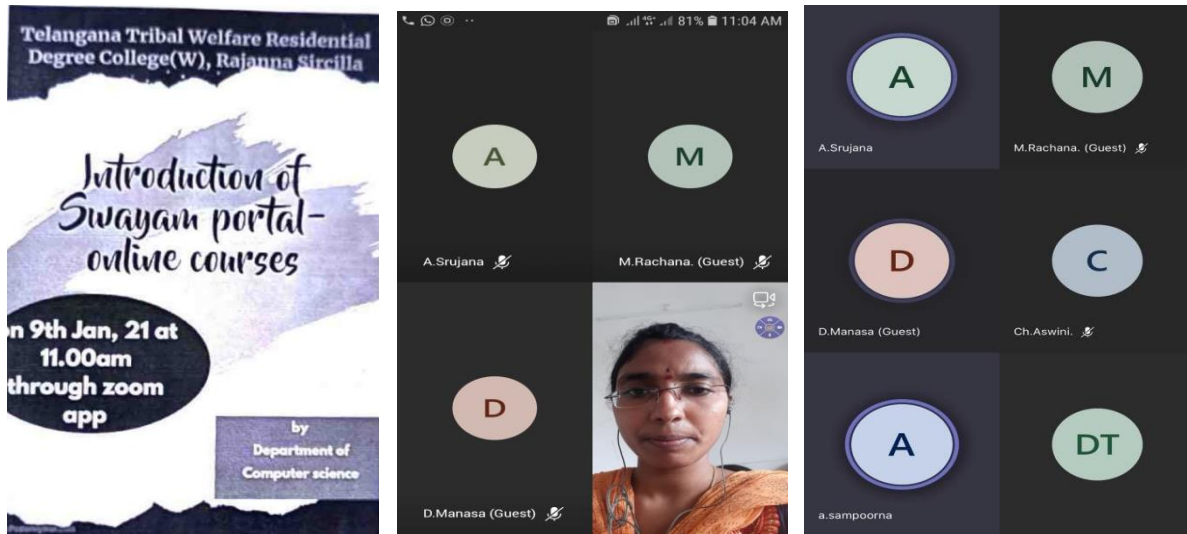 Telangana Tribal Welfare Residential
Degree College(W), Rajanna Sircilla
Introduction of
Swayam portal-
online courses
n 9th Jan, 21 at
11.00am
through zoom
app
by
Department of
Computer science
81% 11:04 AM
A
M
A.Srujana
M.Rachana. (Guest)
D
D.Manasa (Guest)
A
M
A.Srujana
M.Rachana. (Guest)
D
C
D.Manasa (Guest)
Ch.Aswini.
A
DT
a.sampoorna